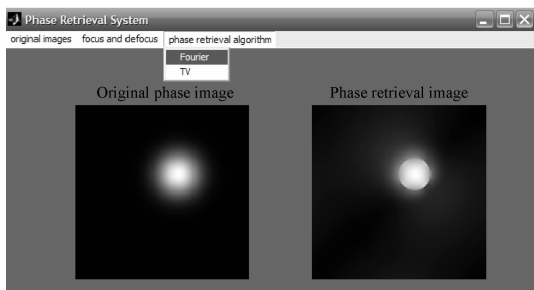 Phase Retrieval System
original images focus and defocus phase retrieval algorithm
Fourier
TV
Original phase image Phase retrieval image